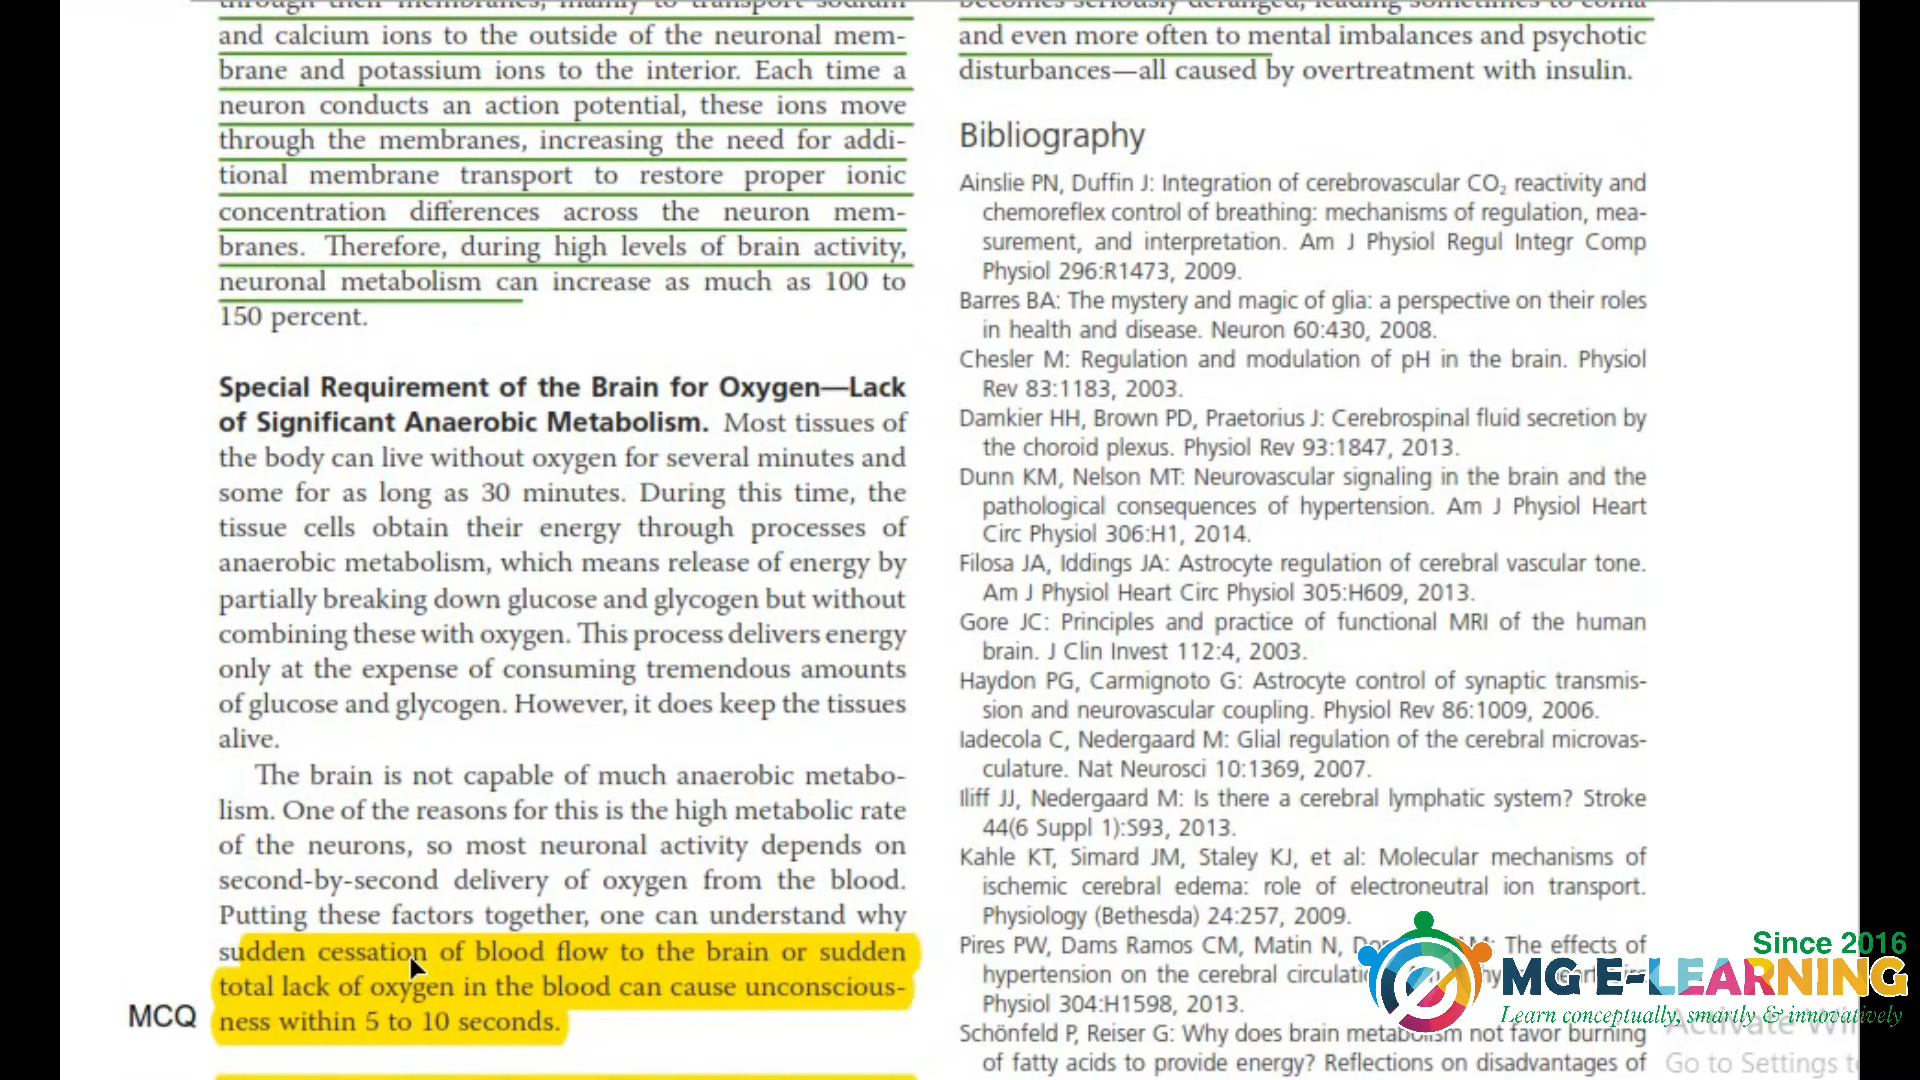 through their membranes, mainly to transport sodium
and calcium ions to the outside of the neuronal mem-
brane and potassium ions to the interior. Each time a
neuron conducts an action potential, these ions move
through the membranes, increasing the need for addi-
tional membrane transport to restore proper ionic
concentration differences across the neuron mem-
branes. Therefore, during high levels of brain activity,
neuronal metabolism can increase as much as 100 to
150 percent.
Special Requirement of the Brain for Oxygen—Lack
of Significant Anaerobic Metabolism. Most tissues of
the body can live without oxygen for several minutes and
some for as long as 30 minutes. During this time, the
tissue cells obtain their energy through processes of
anaerobic metabolism, which means release of energy by
partially breaking down glucose and glycogen but without
combining these with oxygen. This process delivers energy
only at the expense of consuming tremendous amounts
of glucose and glycogen. However, it does keep the tissues
alive.
The brain is not capable of much anaerobic metabo-
lism. One of the reasons for this is the high metabolic rate
of the neurons, so most neuronal activity depends on
second-by-second delivery of oxygen from the blood.
Putting these factors together, one can understand why
sudden cessation of blood flow to the brain or sudden
total lack of oxygen in the blood can cause unconscious-
MCQ ness within 5 to 10 seconds.
becomes seriously deranged, leading sometimes to coma
and even more often to mental imbalances and psychotic
disturbances—all caused by overtreatment with insulin.
Bibliography
Ainslie PN, Duffin J: Integration of cerebrovascular CO₂ reactivity and
chemoreflex control of breathing: mechanisms of regulation, mea-
surement, and interpretation. Am J Physiol Regul Integr Comp
Physiol 296:R1473, 2009.
Barres BA: The mystery and magic of glia: a perspective on their roles
in health and disease. Neuron 60:430, 2008.
Chesler M: Regulation and modulation of pH in the brain. Physiol
Rev 83:1183, 2003.
Damkier HH, Brown PD, Praetorius J: Cerebrospinal fluid secretion by
the choroid plexus. Physiol Rev 93:1847, 2013.
Dunn KM, Nelson MT: Neurovascular signaling in the brain and the
pathological consequences of hypertension. Am J Physiol Heart
Circ Physiol 306:H1, 2014.
Filosa JA, Iddings JA: Astrocyte regulation of cerebral vascular tone.
Am J Physiol Heart Circ Physiol 305:H609, 2013.
Gore JC: Principles and practice of functional MRI of the human
brain. J Clin Invest 112:4, 2003.
Haydon PG, Carmignoto G: Astrocyte control of synaptic transmis-
sion and neurovascular coupling. Physiol Rev 86:1009, 2006.
Iadecola C, Nedergaard M: Glial regulation of the cerebral microvas-
culature. Nat Neurosci 10:1369, 2007.
Iliff JJ, Nedergaard M: Is there a cerebral lymphatic system? Stroke
44(6 Suppl 1):S93, 2013.
Kahle KT, Simard JM, Staley KJ, et al: Molecular mechanisms of
ischemic cerebral edema: role of electroneutral ion transport.
Physiology (Bethesda) 24:257, 2009.
Pires PW, Dams Ramos CM, Matin N, The effects of
hypertension on the cerebral
Physiol 304:H1598, 2013.
Schönfeld P, Reiser G: Why does brain metabolism not favor burning
of fatty acids to provide energy? Reflections on disadvantages of
Since 2016
MG E-LEARNING
Learn conceptually, smartly & innovatively
Activate
Go to Settings